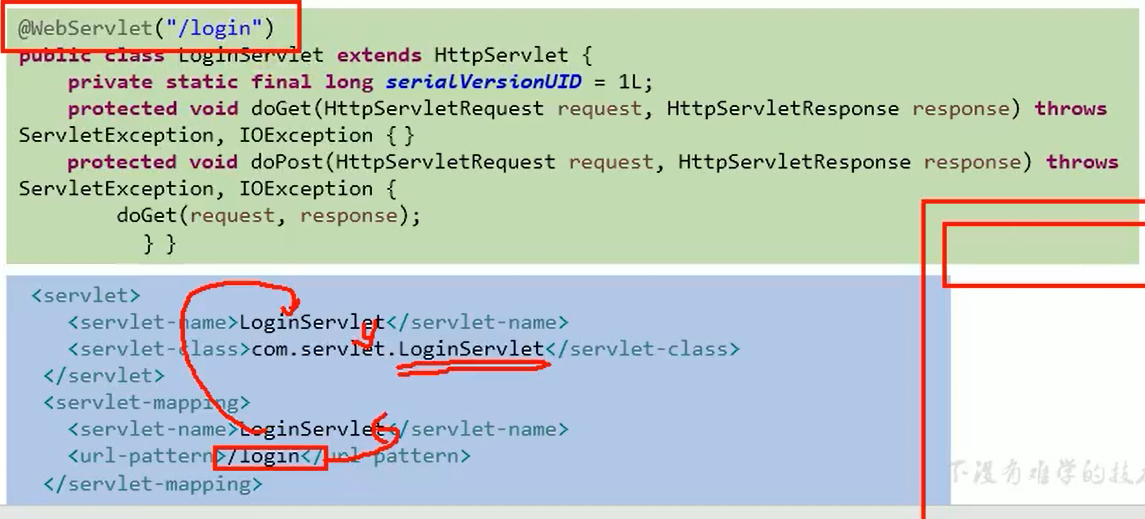 @WebServlet("/login")
public class LoginServlet extends HttpServlet {
private static final long serialVersionUID = 1L;
protected void doGet(HttpServletRequest request, HttpServletResponse response) throws
ServletException, IOException { }
protected void doPost(HttpServletRequest request, HttpServletResponse response) throws
ServletException, IOException {
doGet(request, response);
} }
<servlet>
<servlet-name>LoginServlet</servlet-name>
<servlet-class>com.servlet.LoginServlet</servlet-class>
</servlet>
<servlet-mapping>
<servlet-name>LoginServlet</servlet-name>
<url-pattern>/login</url-pattern>
</servlet-mapping>
下没有难学的技